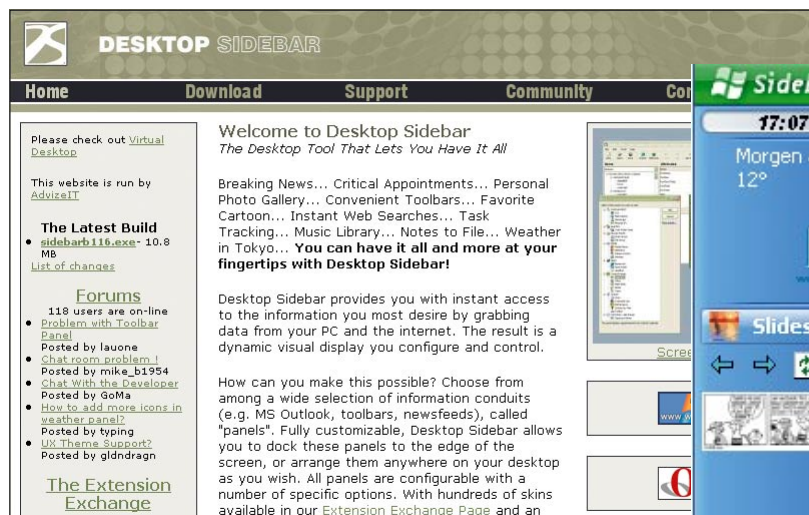 DESKTOP SIDEBAR
Home
Download
Support
Community
Please check out Virtual
Desktop
This website is run by
AdvizeIT
The Latest Build
sidebarb116.exe- 10.8
MB
List of changes
Forums
118 users are on-line
Problem with Toolbar
Panel
Posted by lauone
Chat room problem !
Posted by mike_b1954
Chat With the Developer
Posted by GoMa
How to add more icons in
weather panel?
Posted by typing
UX Theme Support?
Posted by gldndragn
The Extension
Exchange
Welcome to Desktop Sidebar
The Desktop Tool That Lets You Have It All
Breaking News... Critical Appointments... Personal
Photo Gallery... Convenient Toolbars... Favorite
Cartoon... Instant Web Searches... Task
Tracking... Music Library... Notes to File... Weather
in Tokyo... You can have it all and more at your
fingertips with Desktop Sidebar!
Desktop Sidebar provides you with instant access
to the information you most desire by grabbing
data from your PC and the internet. The result is a
dynamic visual display you configure and control.
How can you make this possible? Choose from
among a wide selection of information conduits
(e.g. MS Outlook, toolbars, newsfeeds), called
"panels". Fully customizable, Desktop Sidebar allows
you to dock these panels to the edge of the
screen, or arrange them anywhere on your desktop
as you wish. All panels are configurable with a
number of specific options. With hundreds of skins
available in our Extension Exchange Page and an
17:07
Morgen
12°